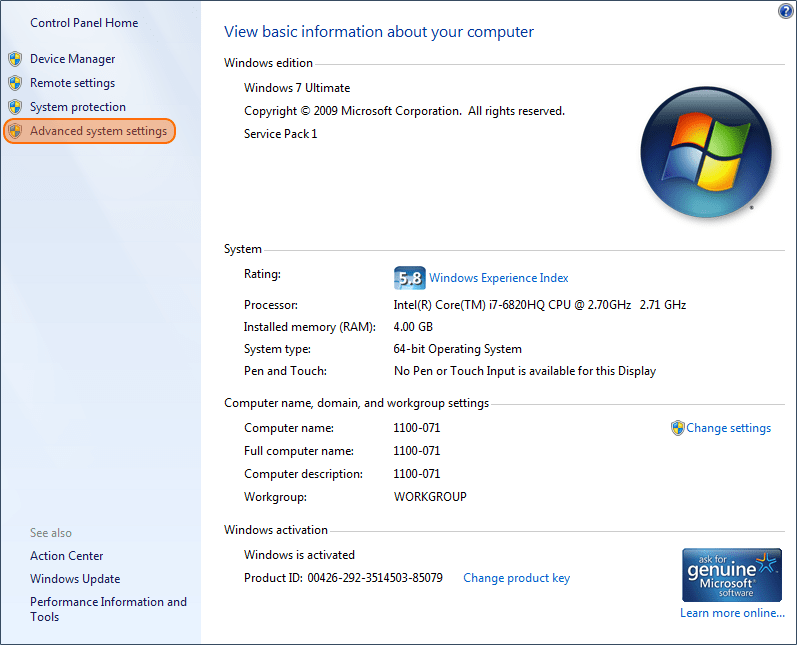 Control Panel Home
Device Manager
Remote settings
System protection
Advanced system settings
See also
Action Center
Windows Update
Performance Information and
Tools
?
View basic information about your computer
Windows edition
Windows 7 Ultimate
Copyright © 2009 Microsoft Corporation. All rights reserved.
Service Pack 1
System
Rating: 5.8 Windows Experience Index
Processor: Intel(R) Core(TM) i7-6820HQ CPU @ 2.70GHz 2.71 GHz
Installed memory (RAM): 4.00 GB
System type: 64-bit Operating System
Pen and Touch: No Pen or Touch Input is available for this Display
Computer name, domain, and workgroup settings
Computer name: 1100-071 Change settings
Full computer name: 1100-071
Computer description: 1100-071
Workgroup: WORKGROUP
Windows activation
Windows is activated
Product ID: 00426-292-3514503-85079 Change product key
ask for
genuine
Microsoft®
software
Learn more online...